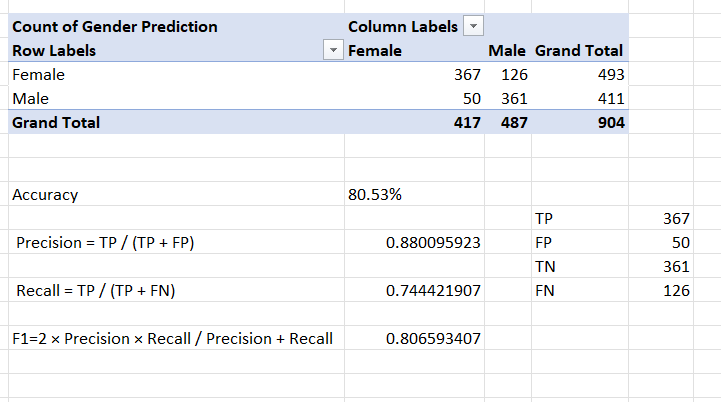 Count of Gender Prediction Column Labels
Row Labels Female Male Grand Total
Female 367 126 493
Male 50 361 411
Grand Total 417 487 904
Accuracy 80.53%
TP 367
Precision = TP / (TP + FP) 0.880095923 FP 50
TN 361
Recall = TP / (TP + FN) 0.744421907 FN 126
F1=2 × Precision × Recall / Precision + Recall 0.806593407